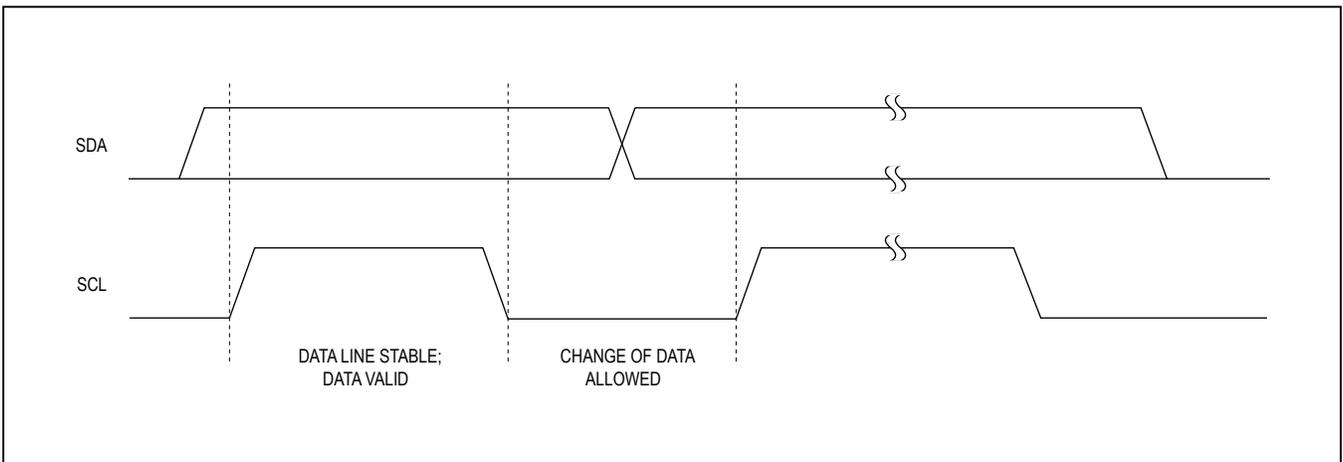 SDA
SCL
DATA LINE STABLE;
DATA VALID
CHANGE OF DATA
ALLOWED